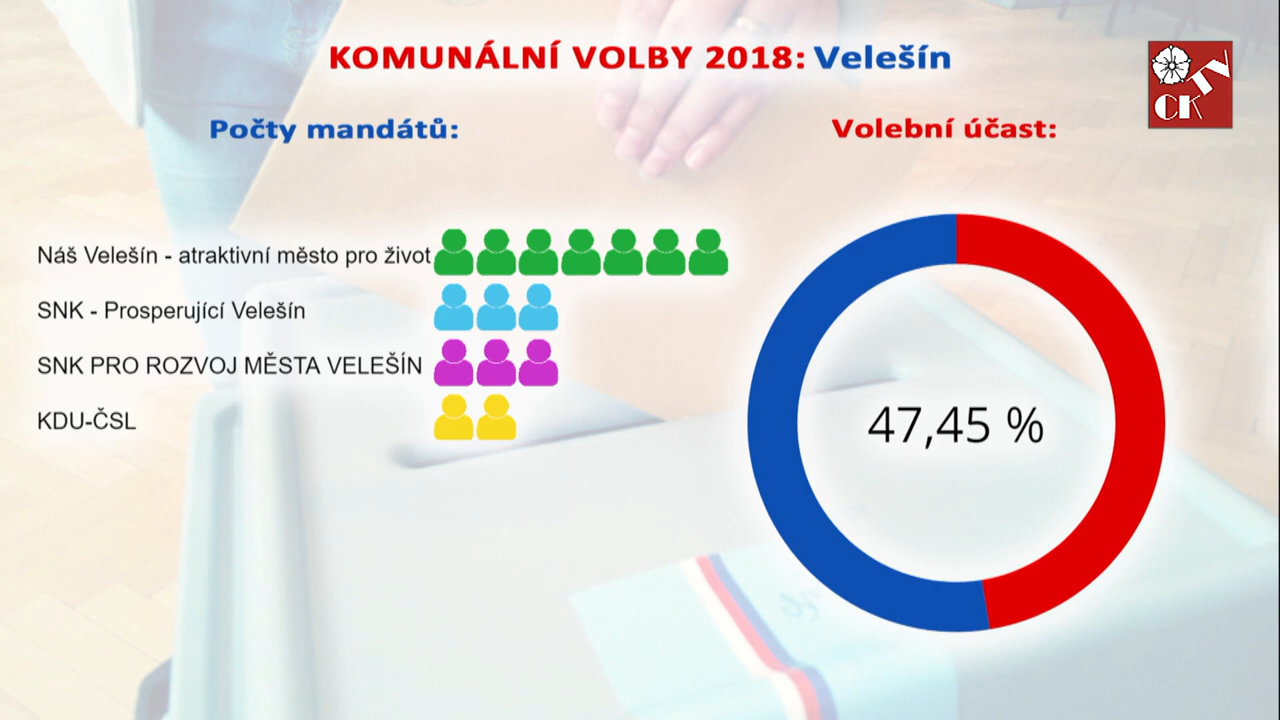 KOMUNÁLNÍ VOLBY 2018: Velešín
CK TV
Počty mandátů:
Volební účast:
Náš Velešín - atraktivní město pro život
SNK - Prosperující Velešín
SNK PRO ROZVOJ MĚSTA VELEŠÍN
KDU-ČSL
47,45 %